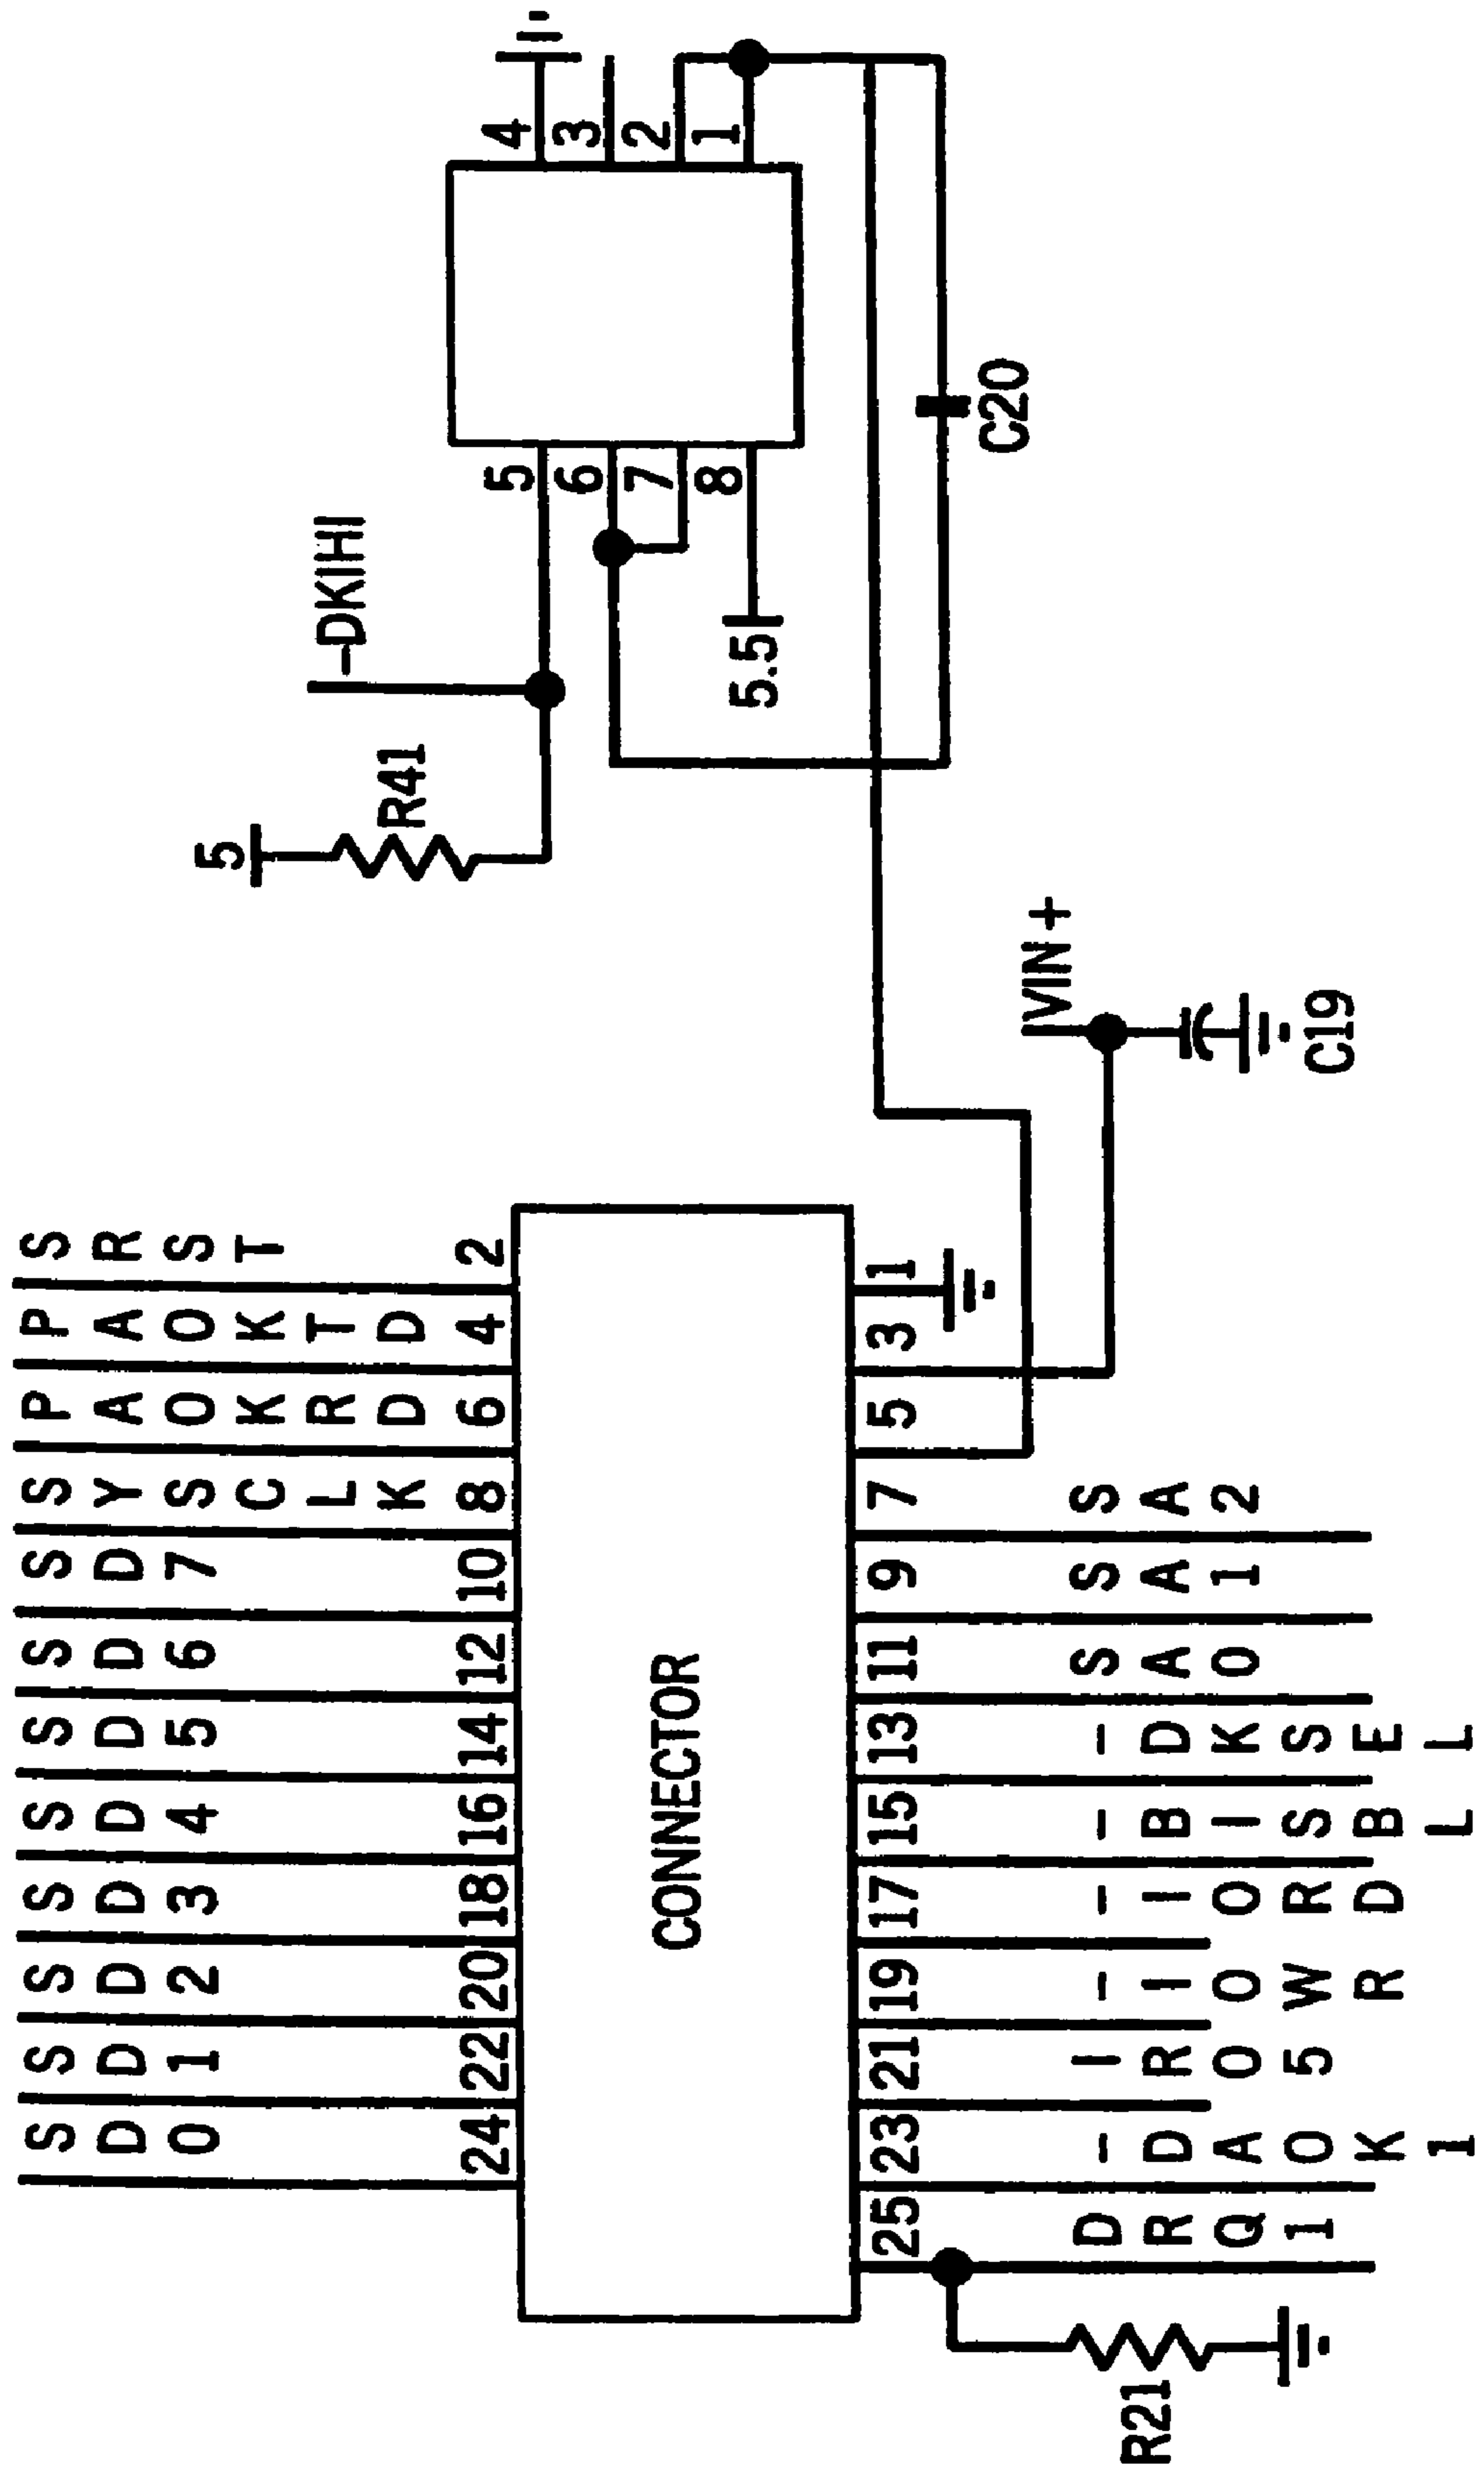 SD0
SD1
SD2
SD3
SD4
SD5
SD6
SD7
SYSCLK
PAOKRD
PAOKTD
SRST
24 22 20 18 16 14 12 10 8 6 4 2
CONNECTOR
25 23 21 19 17 15 13 11 9 7 5 3 1
DRQ1
-DAOK1
IRO5
-IOWR
-IORD
-BISBL
-DKSEL
SA0
SA1
SA2
R21
VIN+
C19
5
R41
-DKIHI
5 4
6 3
7 2
8 1
5.5
C20